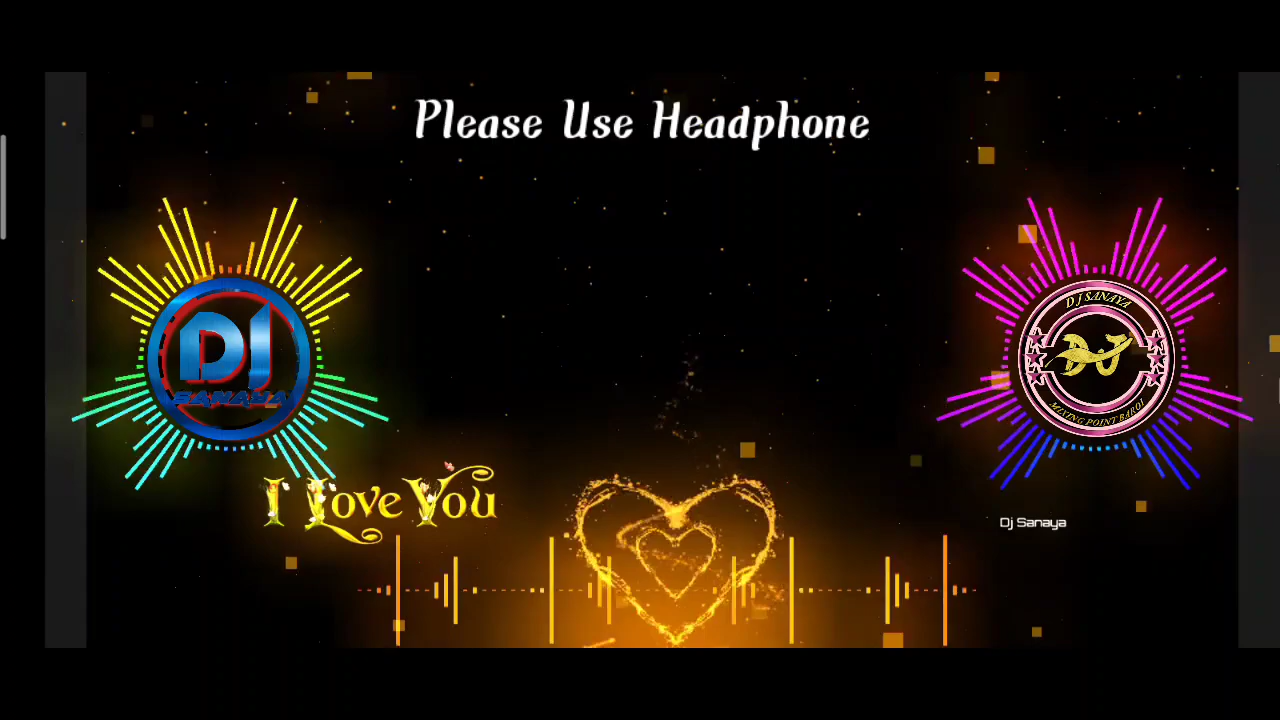 Please Use Headphone
DJ
SANAYA
DJ SANAYA
DJ
MIXING POINT BAROI
I Love You
Dj Sanaya